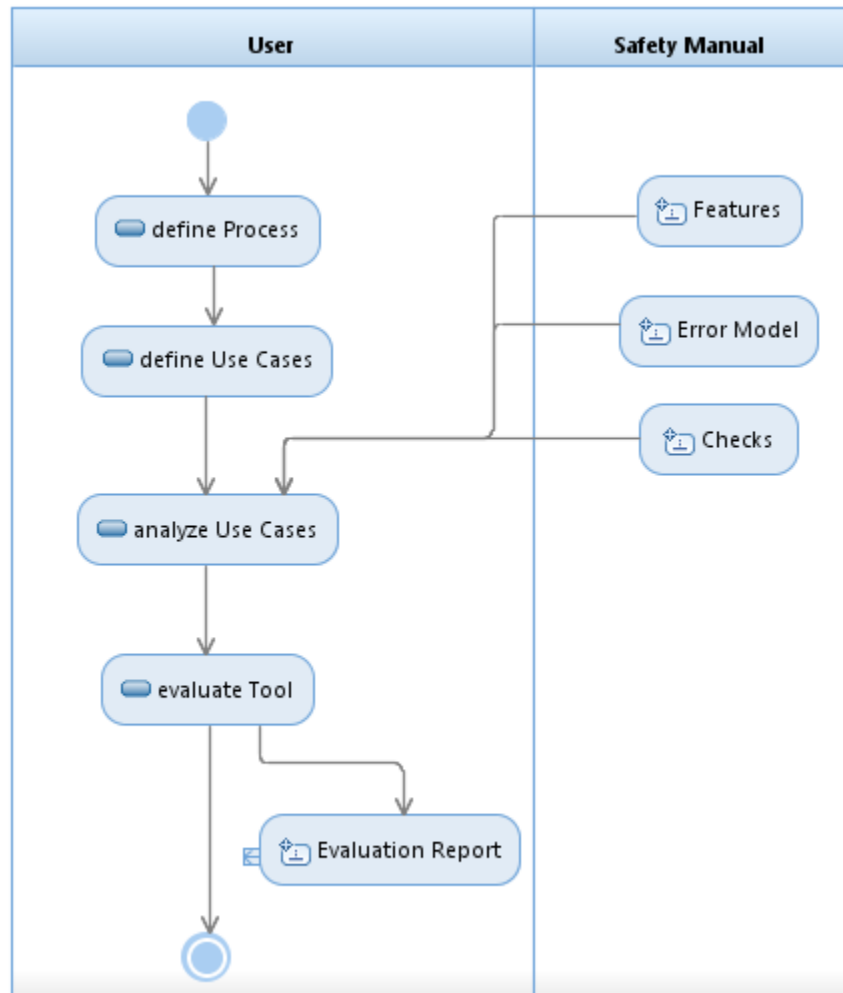 User
Safety Manual
define Process
Features
define Use Cases
Error Model
Checks
analyze Use Cases
evaluate Tool
Evaluation Report